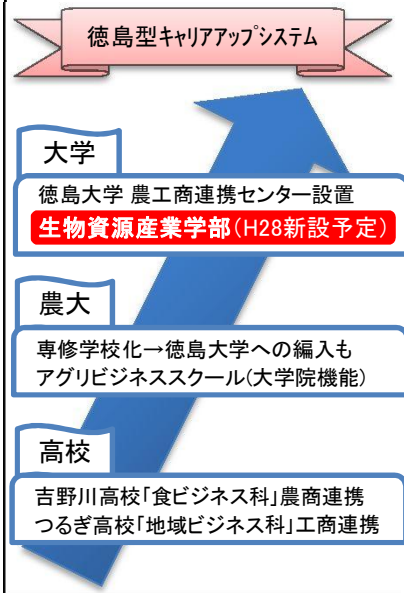 徳島型キャリアアップシステム
大学
徳島大学 農工商連携センター設置
生物資源産業学部(H28新設予定)
農大
専修学校化→徳島大学への編入も
アグリビジネススクール(大学院機能)
高校
吉野川高校「食ビジネス科」農商連携
つるぎ高校「地域ビジネス科」工商連携